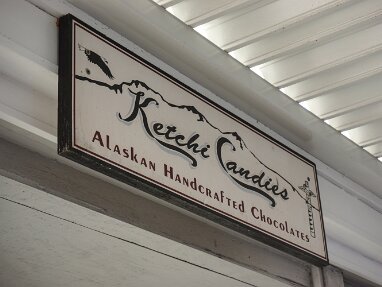 Ketchi Candies
Alaskan Handcrafted Chocolates